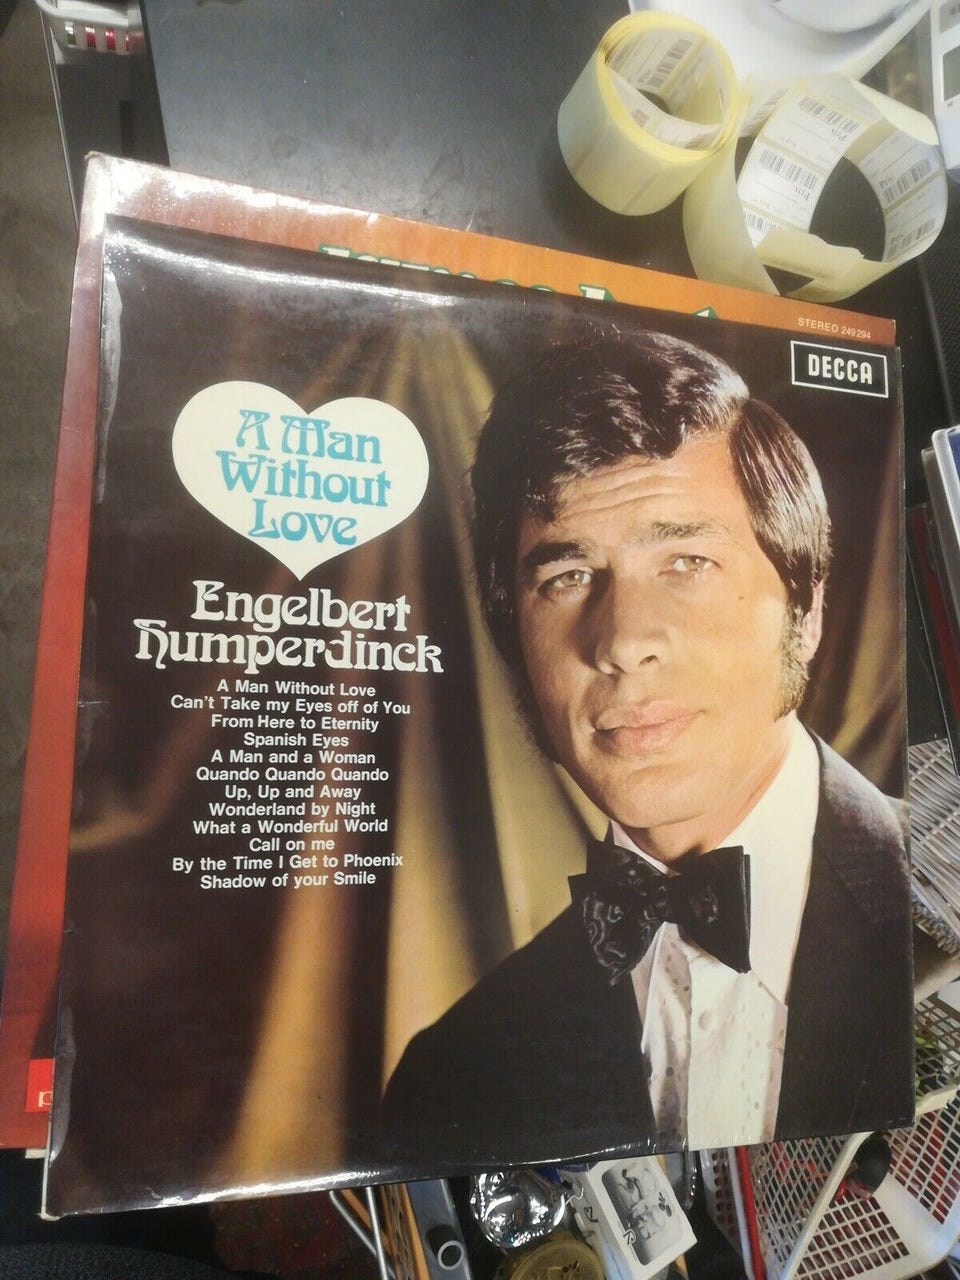 STEREO 249 294
DECCA
A Man
Without
Love
Engelbert
humperdinck
A Man Without Love
Can't Take my Eyes off of You
From Here to Eternity
Spanish Eyes
A Man and a Woman
Quando Quando Quando
Up, Up and Away
Wonderland by Night
What a Wonderful World
Call on me
By the Time I Get to Phoenix
Shadow of your Smile